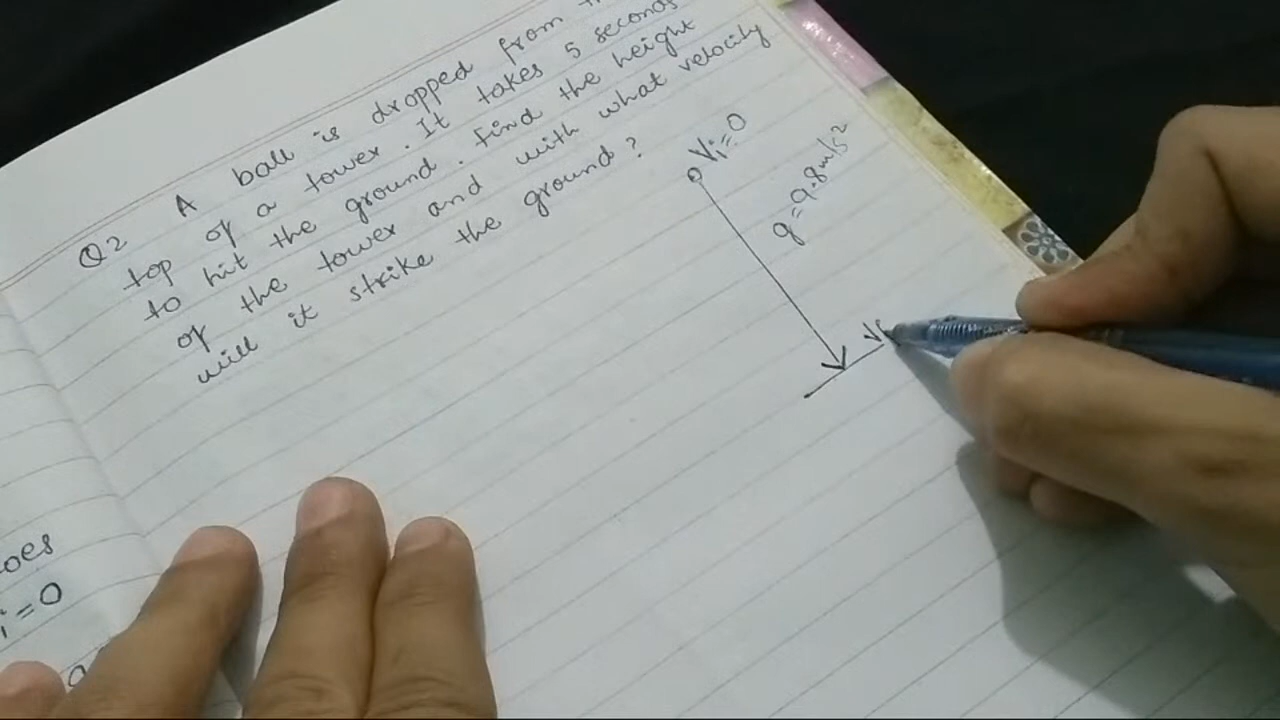 Q2 A ball is dropped from
top of a tower. It takes 5 seconds
to hit the ground. Find the height
of the tower and with what velocity
will it strike the ground?
Vi=0
g=9.8m/s2
oes
i=0